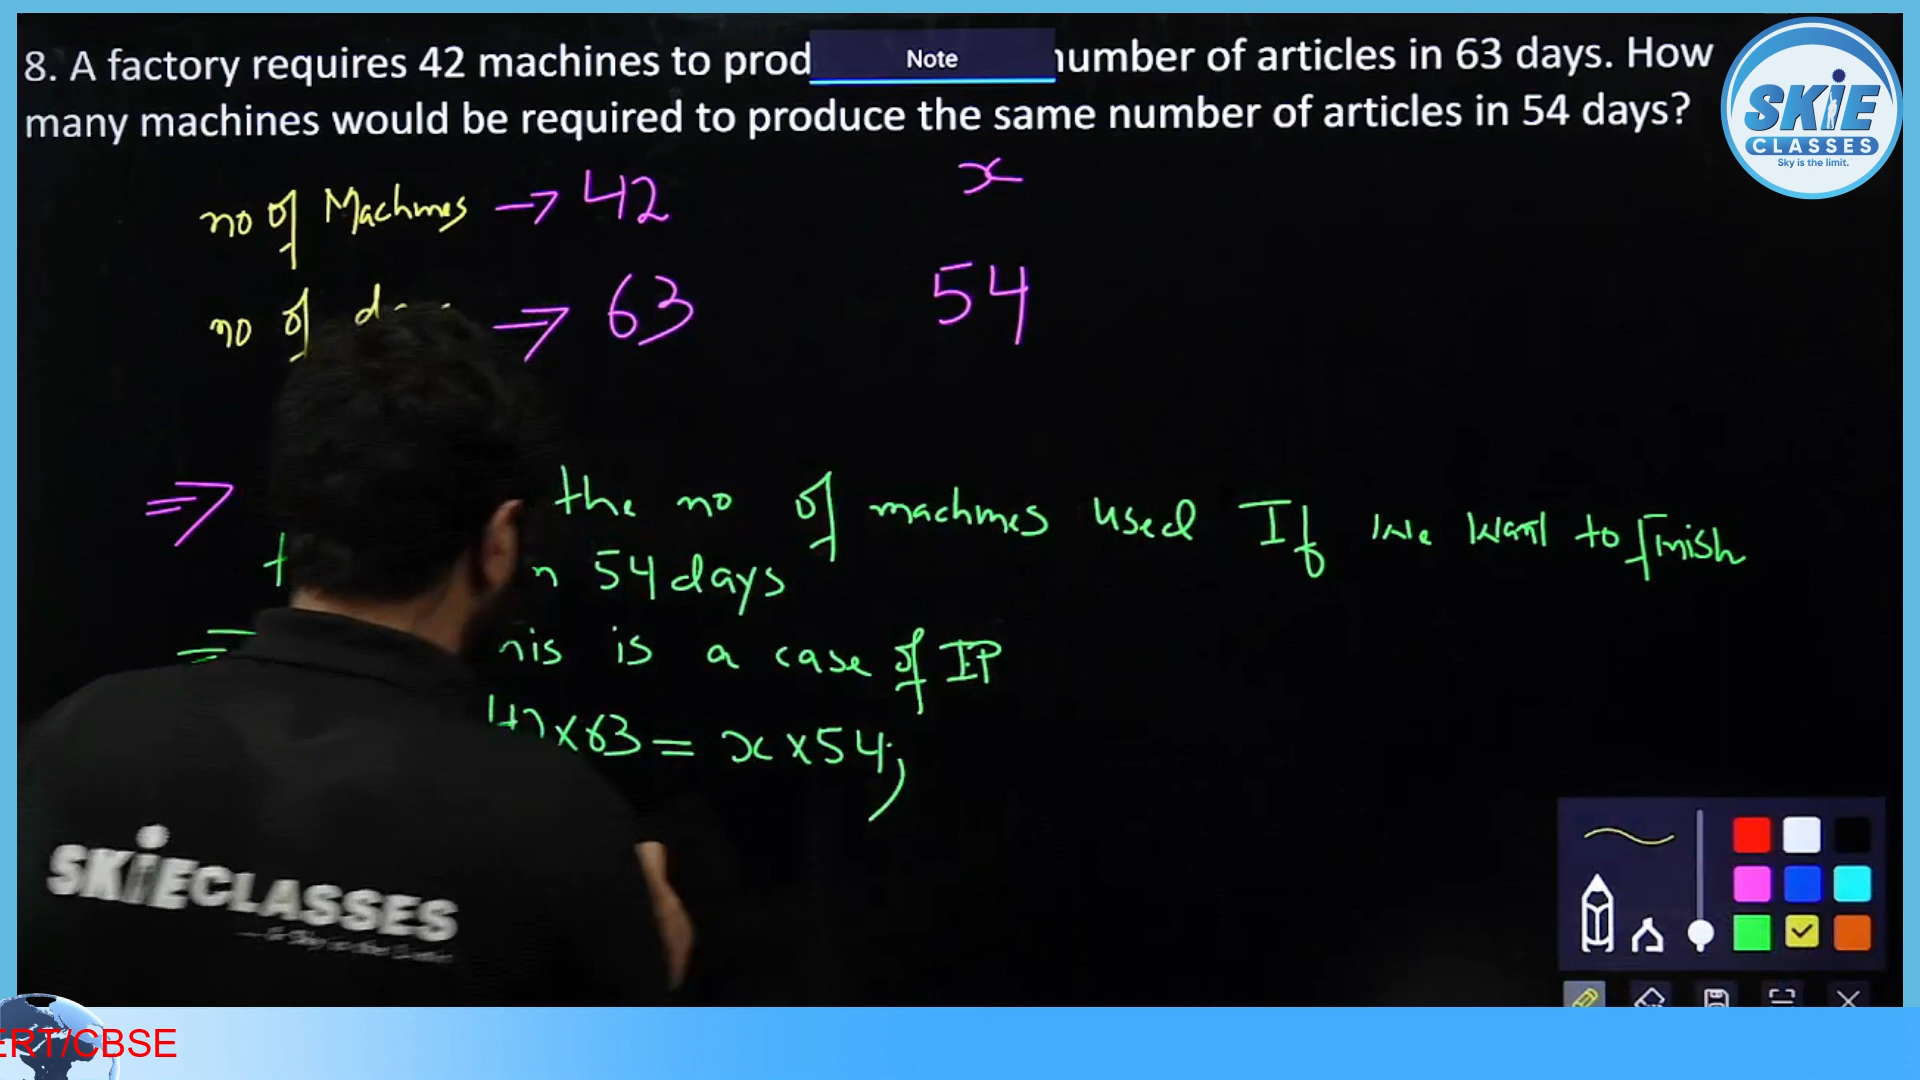 8. A factory requires 42 machines to prod Note number of articles in 63 days. How
many machines would be required to produce the same number of articles in 54 days?
SKIE
CLASSES
Sky is the limit.
no of Machines → 42 x
no of ⇒ 63 54
⇒ the no of machines used If we want to finish
54 days
⇒ is a case of IP
42×63 = x×54,
SKIECLASSES
ERT/CBSE